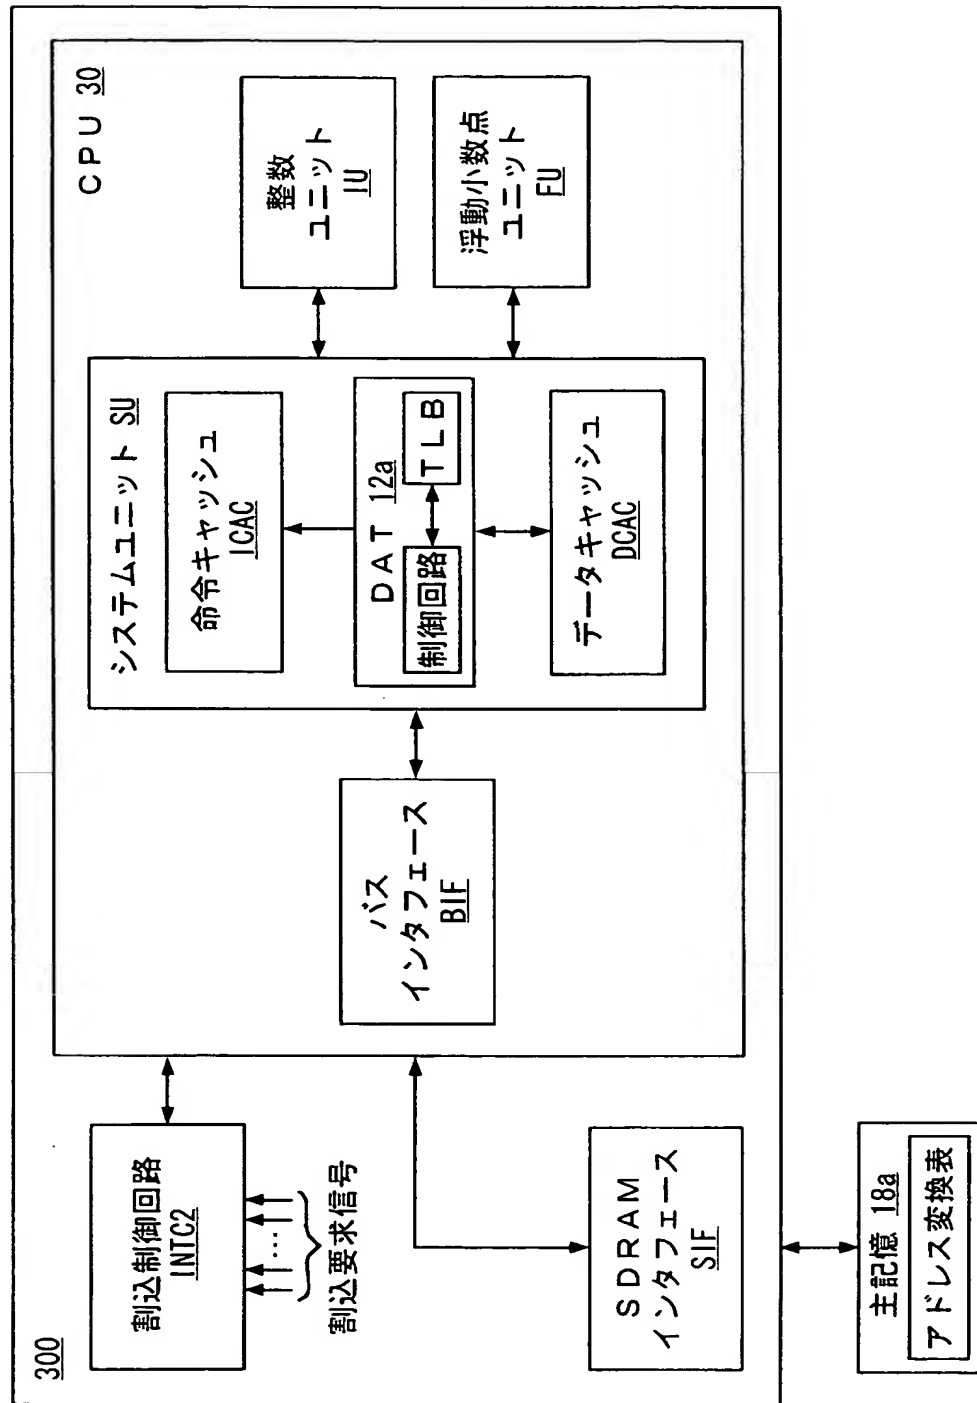 300
CPU 30
割込制御回路
INTC2
…
割込要求信号
SDRAM
インタフェース
SIF
主記憶 18a
アドレス変換表
バス
インタフェース
BIF
システムユニット SU
命令キャッシュ
ICAC
DAT 12a
制御回路
TLB
データキャッシュ
DCAC
整数
ユニット
IU
浮動小数点
ユニット
FU